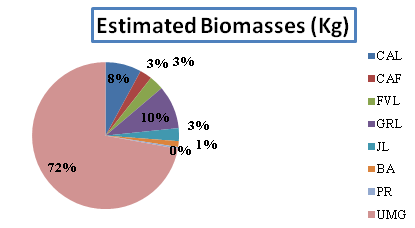 Estimated Biomasses (Kg)
3% 3%
8%
10%
3%
1%
0%
72%
CAL
CAF
FVL
GRL
JL
BA
PR
UMG